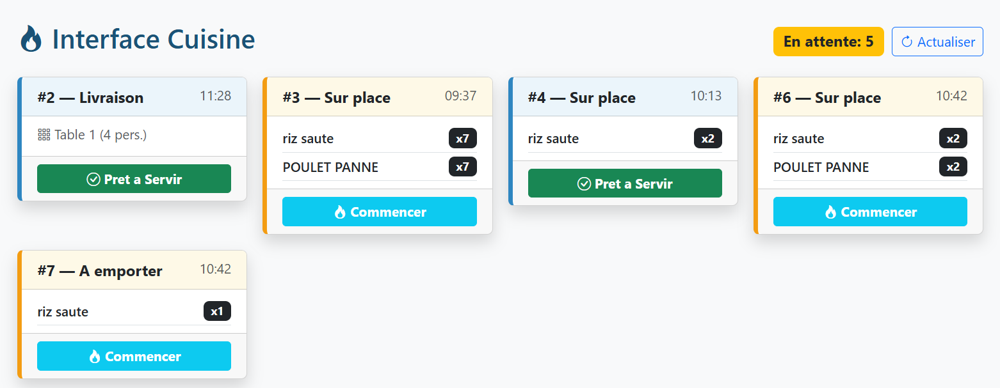 Interface Cuisine
En attente: 5
Actualiser
#2 — Livraison 11:28
Table 1 (4 pers.)
Pret a Servir
#3 — Sur place 09:37
riz saute x7
POULET PANNE x7
Commencer
#4 — Sur place 10:13
riz saute x2
Pret a Servir
#6 — Sur place 10:42
riz saute x2
POULET PANNE x2
Commencer
#7 — A emporter 10:42
riz saute x1
Commencer